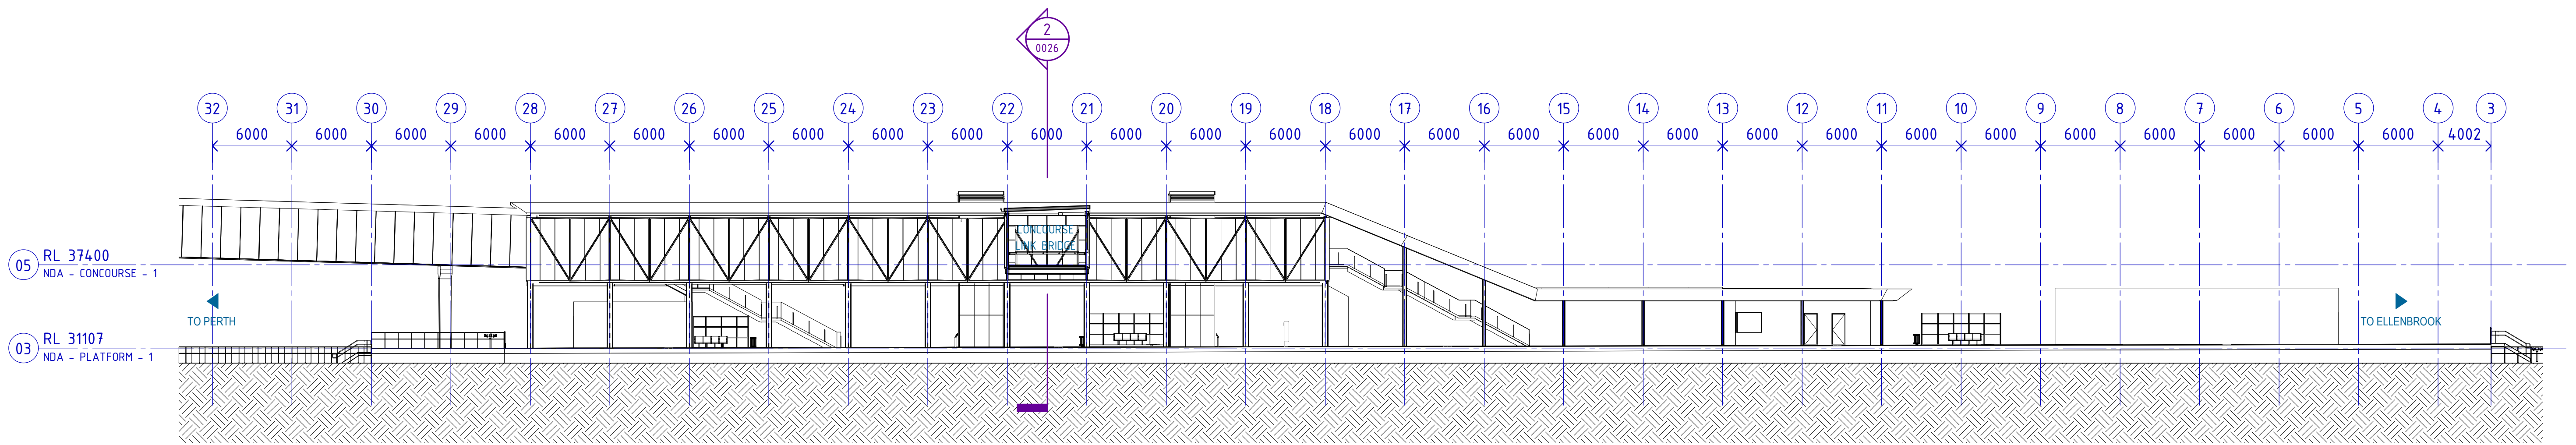 2
0026
32 31 30 29 28 27 26 25 24 23 22 21 20 19 18 17 16 15 14 13 12 11 10 9 8 7 6 5 4 3
6000 6000 6000 6000 6000 6000 6000 6000 6000 6000 6000 6000 6000 6000 6000 6000 6000 6000 6000 6000 6000 6000 6000 6000 6000 6000 6000 6000 4002
CONCOURSE
LINK BRIDGE
05 RL 37400
NDA - CONCOURSE - 1
TO PERTH
TO ELLENBROOK
03 RL 31107
NDA - PLATFORM - 1